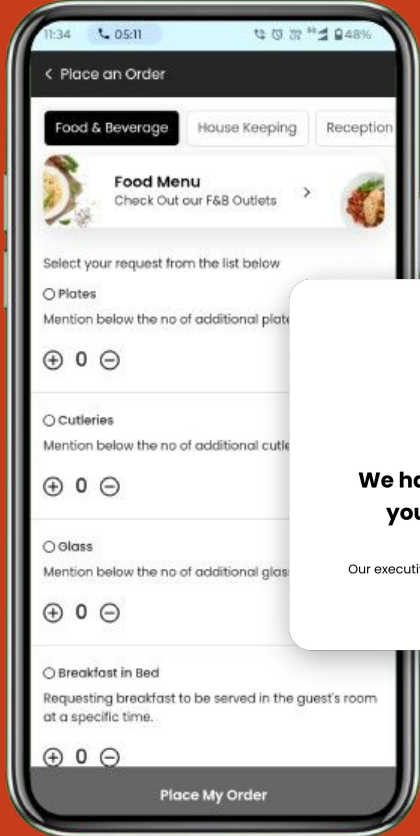 11:34 05:11 48%
< Place an Order
Food & Beverage House Keeping Reception
Food Menu
Check Out our F&B Outlets >
Select your request from the list below
Plates
Mention below the no of additional plate
0
Cutleries
Mention below the no of additional cutle
0
Glass
Mention below the no of additional glas
0
Breakfast in Bed
Requesting breakfast to be served in the guest's room
at a specific time.
0
Place My Order
We ha
you
Our executi